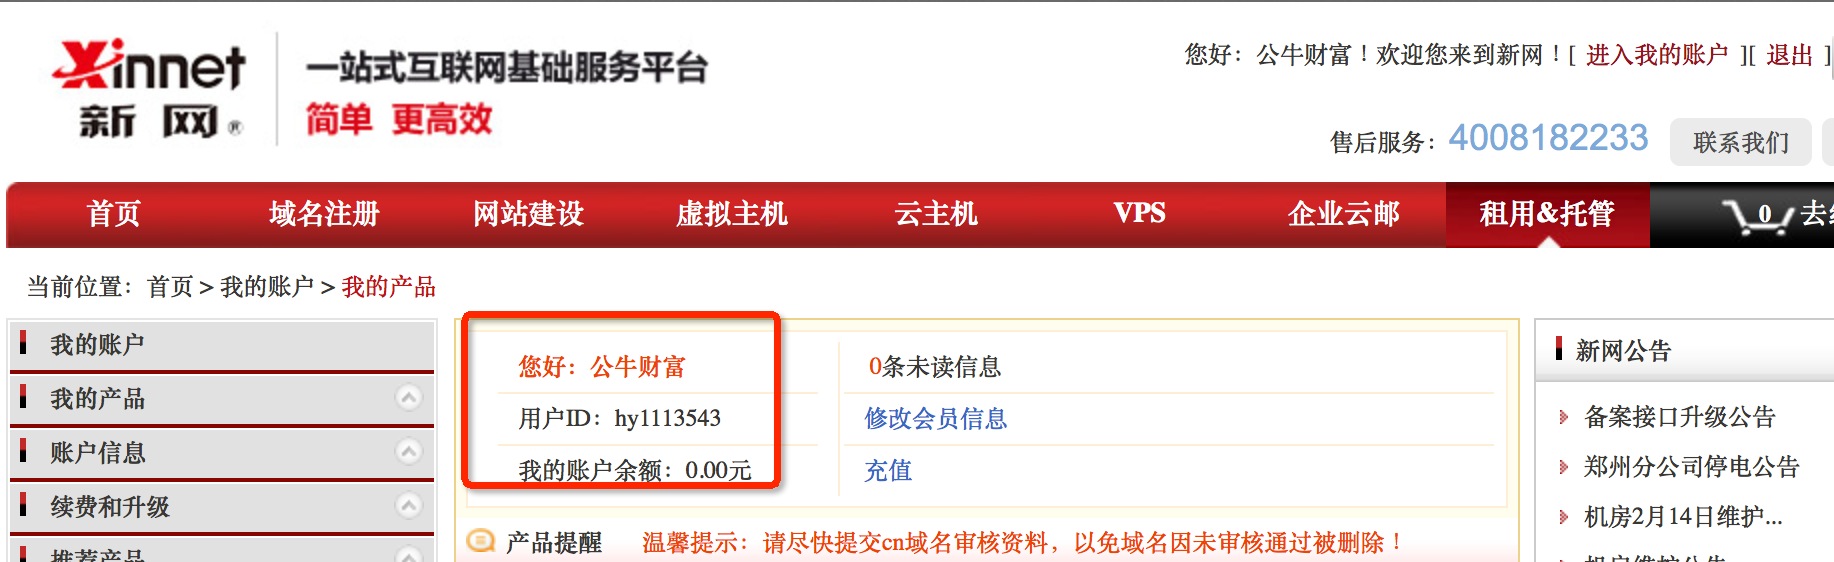 您好：公牛财富！欢迎您来到新网！[ 进入我的账户 ][ 退出 ]
Xinnet
新网®
一站式互联网基础服务平台
简单 更高效
售后服务：4008182233 联系我们
首页 域名注册 网站建设 虚拟主机 云主机 VPS 企业云邮 租用&托管 0 去
当前位置：首页 > 我的账户 > 我的产品
我的账户
我的产品
账户信息
续费和升级
推荐产品
您好：公牛财富
0条未读信息
用户ID：hy1113543
修改会员信息
我的账户余额：0.00元
充值
产品提醒 温馨提示：请尽快提交cn域名审核资料，以免域名因未审核通过被删除！
新网公告
备案接口升级公告
郑州分公司停电公告
机房2月14日维护...
机房维护公告